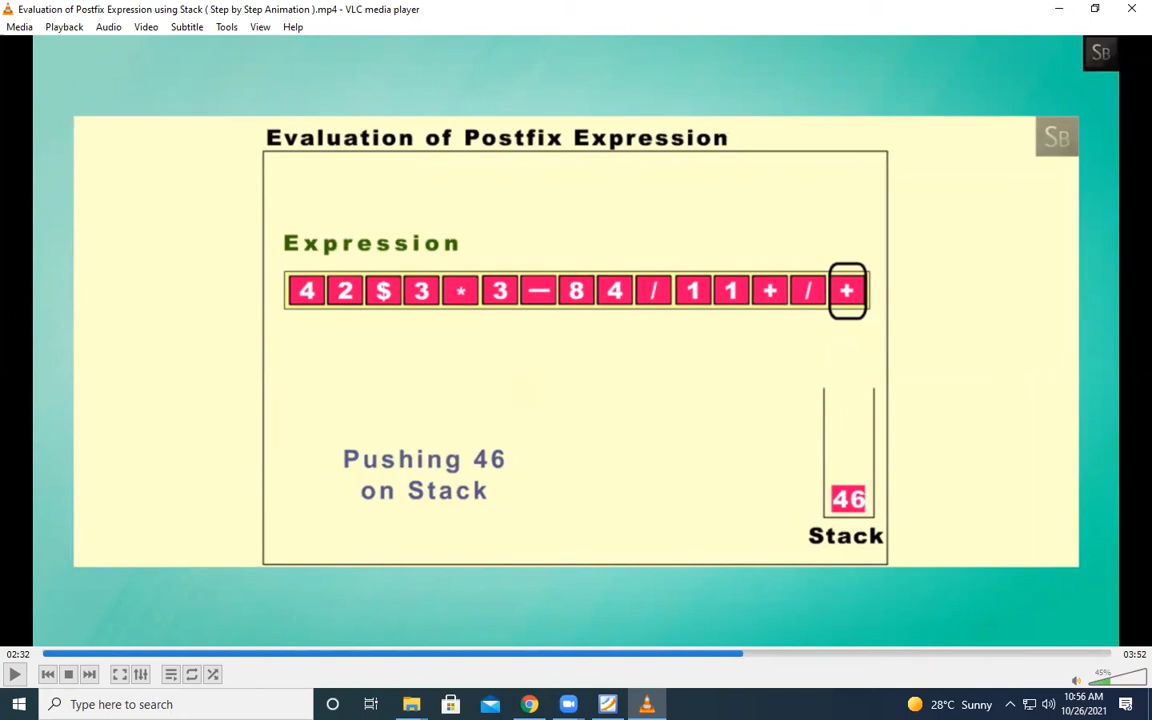 Evaluation of Postfix Expression using Stack ( Step by Step Animation ).mp4 - VLC media player
Media Playback Audio Video Subtitle Tools View Help
SB
SB
Evaluation of Postfix Expression
Expression
4 2 $ 3 * 3 — 8 4 / 1 1 + / +
Pushing 46
on Stack
46
Stack
02:32 03:52
45%
Type here to search
28°C Sunny
10:56 AM
10/26/2021